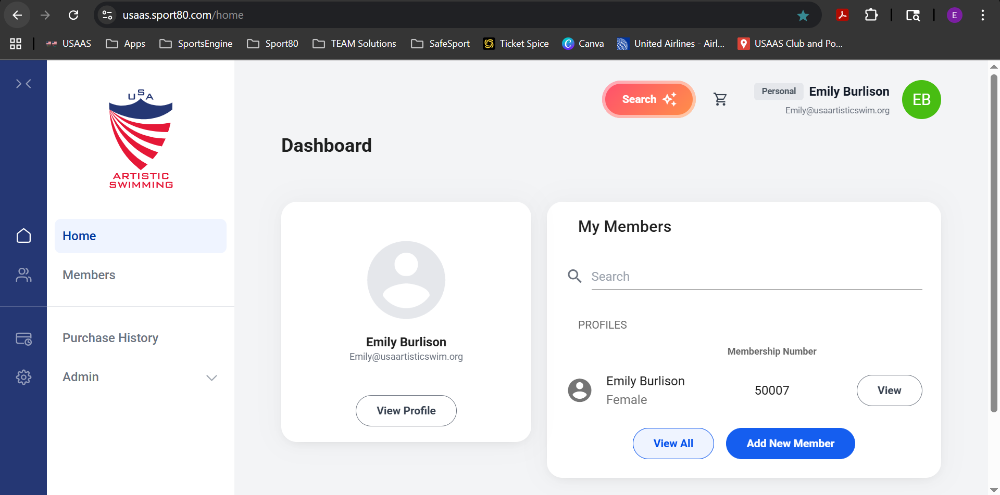 usaas.sport80.com/home
E
USAAS
Apps
SportsEngine
Sport80
TEAM Solutions
SafeSport
Ticket Spice
Canva
United Airlines - Airl...
USAAS Club and Po...
USA
ARTISTIC
SWIMMING
Home
Members
Purchase History
Admin
Search
Personal
Emily Burlison
Emily@usaartisticswim.org
EB
Dashboard
Emily Burlison
Emily@usaartisticswim.org
View Profile
My Members
Search
PROFILES
Membership Number
Emily Burlison
Female
50007
View
View All
Add New Member